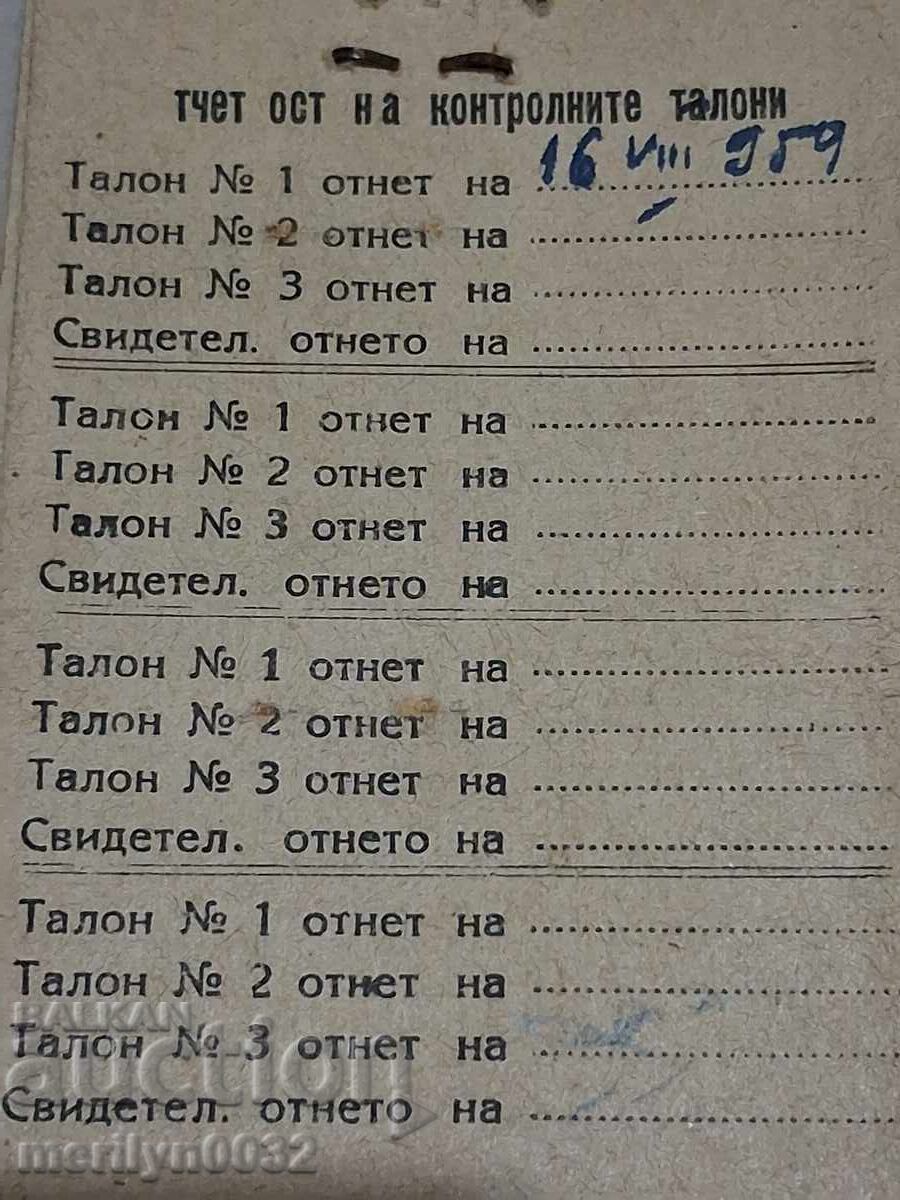 тчет ост на контролните талони
Талон № 1 отнет на 16 VIII 959
Талон № 2 отнет на
Талон № 3 отнет на
Свидетел. отнето на
Талон № 1 отнет на
Талон № 2 отнет на
Талон № 3 отнет на
Свидетел. отнето на
Талон № 1 отнет на
Талон № 2 отнет на
Талон № 3 отнет на
Свидетел. отнето на
Талон № 1 отнет на
Талон № 2 отнет на
Талон № 3 отнет на
Свидетел. отнето на
BALKAN
auction
merilyn0032